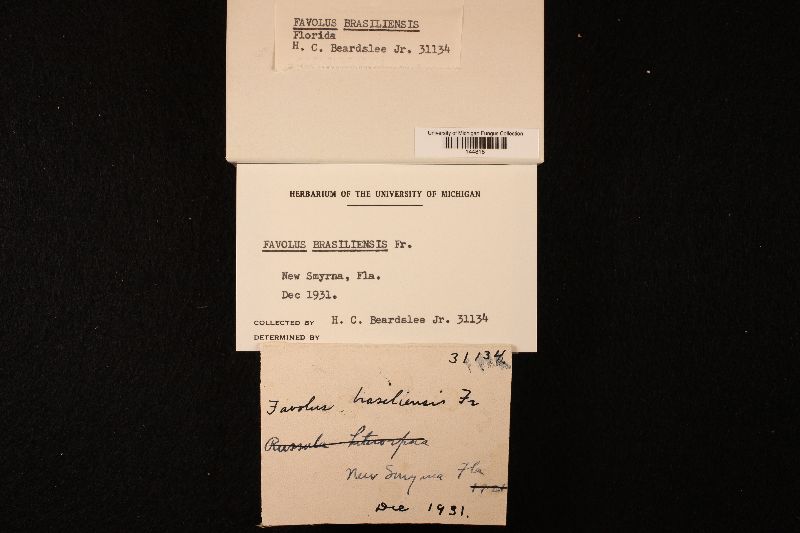 FAVOLUS BRASILIENSIS
Florida
H. C. Beardslee Jr. 31134
University of Michigan Fungus Collection
HERBARIUM OF THE UNIVERSITY OF MICHIGAN
FAVOLUS BRASILIENSIS Fr.
New Smyrna, Fla.
Dec 1931.
COLLECTED BY H. C. Beardslee Jr. 31134
DETERMINED BY
31134
Favolus brasiliensis Fr
Russula
New Smyrna Fla
Dec 1931.